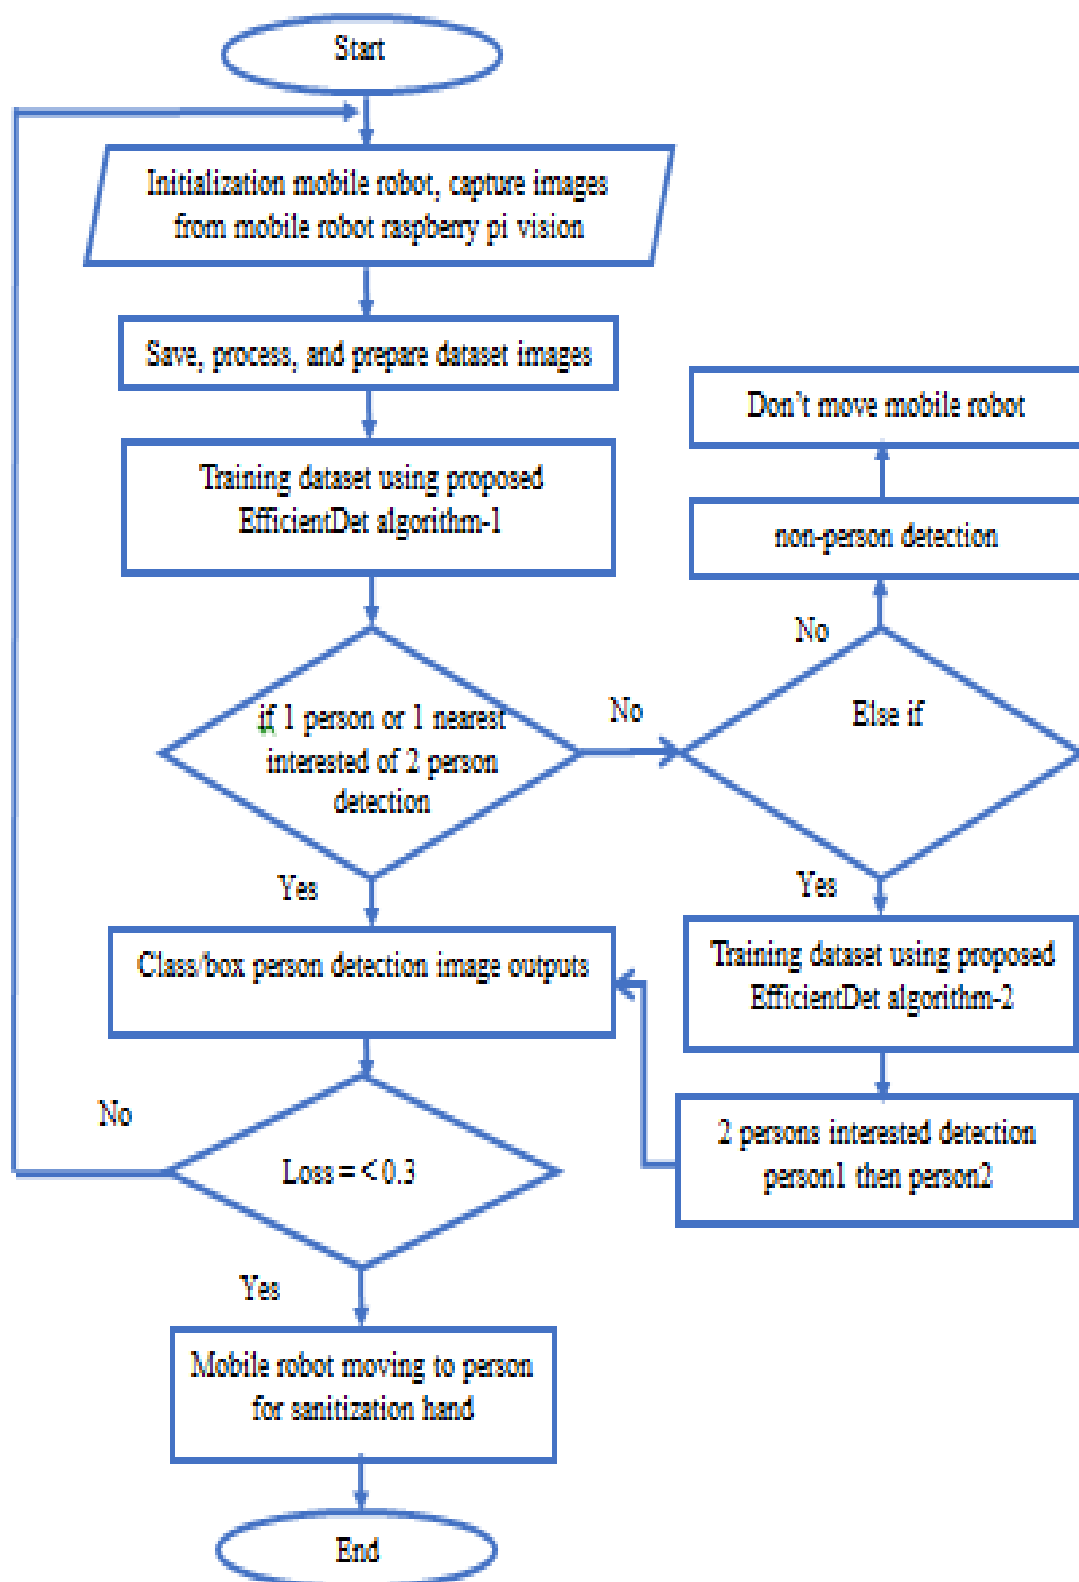 Start
Initialization mobile robot, capture images
from mobile robot raspberry pi vision
Save, process, and prepare dataset images
Training dataset using proposed
EfficientDet algorithm-1
if 1 person or 1 nearest
interested of 2 person
detection
No
Else if
No
non-person detection
Don't move mobile robot
Yes
Training dataset using proposed
EfficientDet algorithm-2
2 persons interested detection
person1 then person2
Yes
Class/box person detection image outputs
Loss = < 0.3
No
Yes
Mobile robot moving to person
for sanitization hand
End